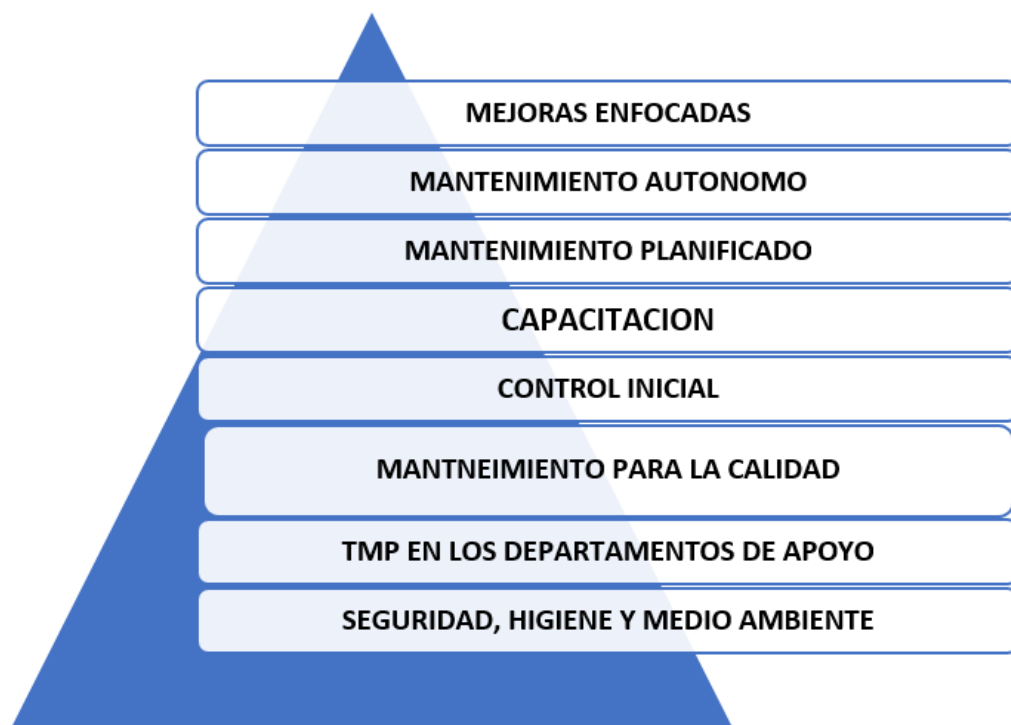 MEJORAS ENFOCADAS
MANTENIMIENTO AUTONOMO
MANTENIMIENTO PLANIFICADO
CAPACITACION
CONTROL INICIAL
MANTNEIMIENTO PARA LA CALIDAD
TMP EN LOS DEPARTAMENTOS DE APOYO
SEGURIDAD, HIGIENE Y MEDIO AMBIENTE